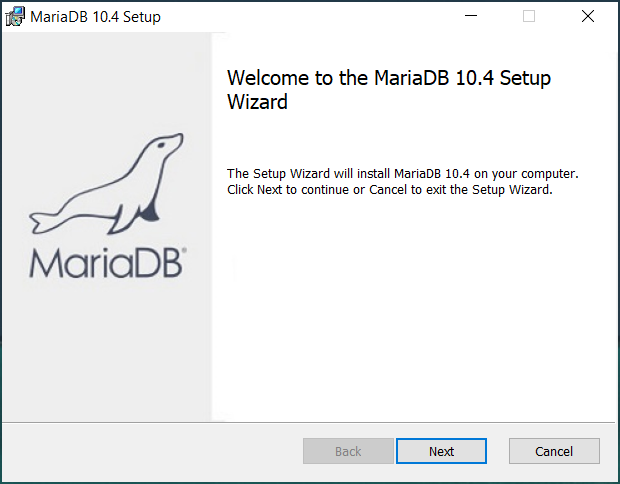 MariaDB 10.4 Setup
Welcome to the MariaDB 10.4 Setup
Wizard
The Setup Wizard will install MariaDB 10.4 on your computer.
Click Next to continue or Cancel to exit the Setup Wizard.
MariaDB®
Back
Next
Cancel